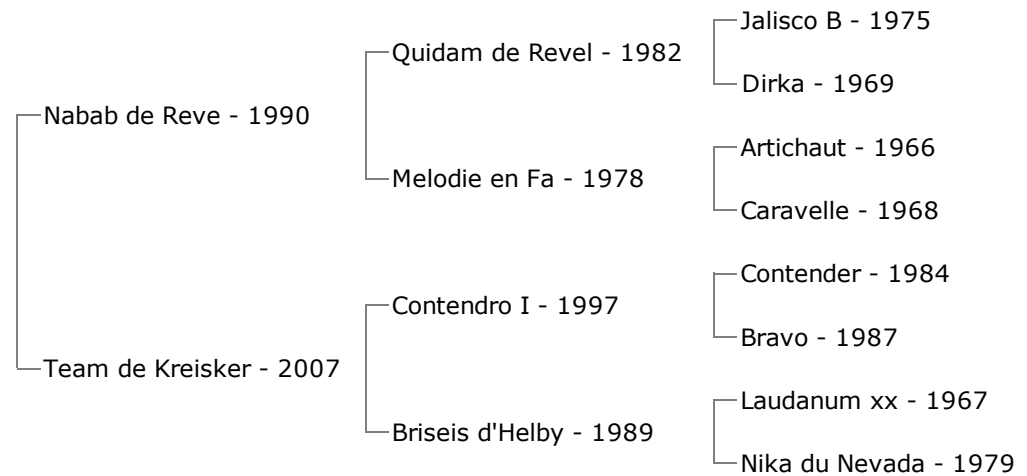 Jalisco B - 1975
Quidam de Revel - 1982
Dirka - 1969
Nabab de Reve - 1990
Artichaut - 1966
Melodie en Fa - 1978
Caravelle - 1968
Contender - 1984
Contendro I - 1997
Bravo - 1987
Team de Kreisker - 2007
Laudanum xx - 1967
Briseis d'Helby - 1989
Nika du Nevada - 1979